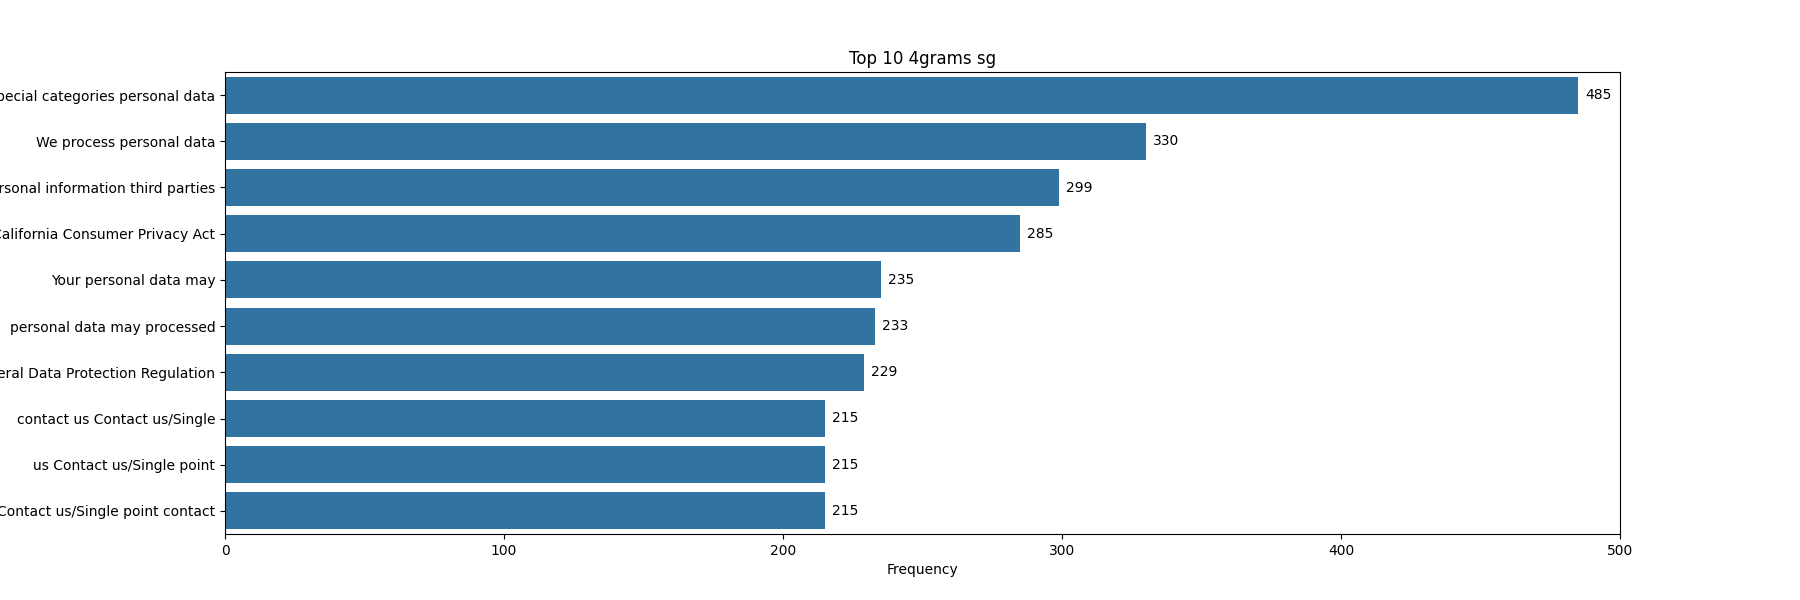 Top 10 4grams sg
pecial categories personal data 485
We process personal data 330
rsonal information third parties 299
California Consumer Privacy Act 285
Your personal data may 235
personal data may processed 233
eral Data Protection Regulation 229
contact us Contact us/Single 215
us Contact us/Single point 215
Contact us/Single point contact 215
0 100 200 300 400 500
Frequency